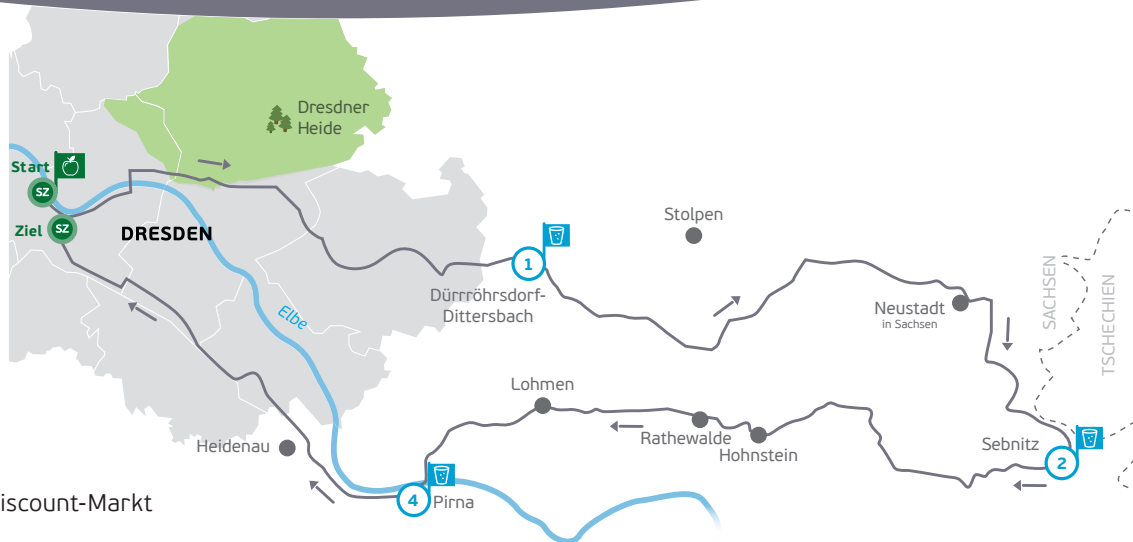 Dresdner
Heide
Start
SZ
Ziel
SZ
DRESDEN
Stolpen
1
Dürrröhrsdorf-
Dittersbach
Elbe
Neustadt
in Sachsen
SACHSEN
TSCHECHIEN
Lohmen
Rathewalde
Hohnstein
Sebnitz
2
Heidenau
4
Pirna
iscount-Markt